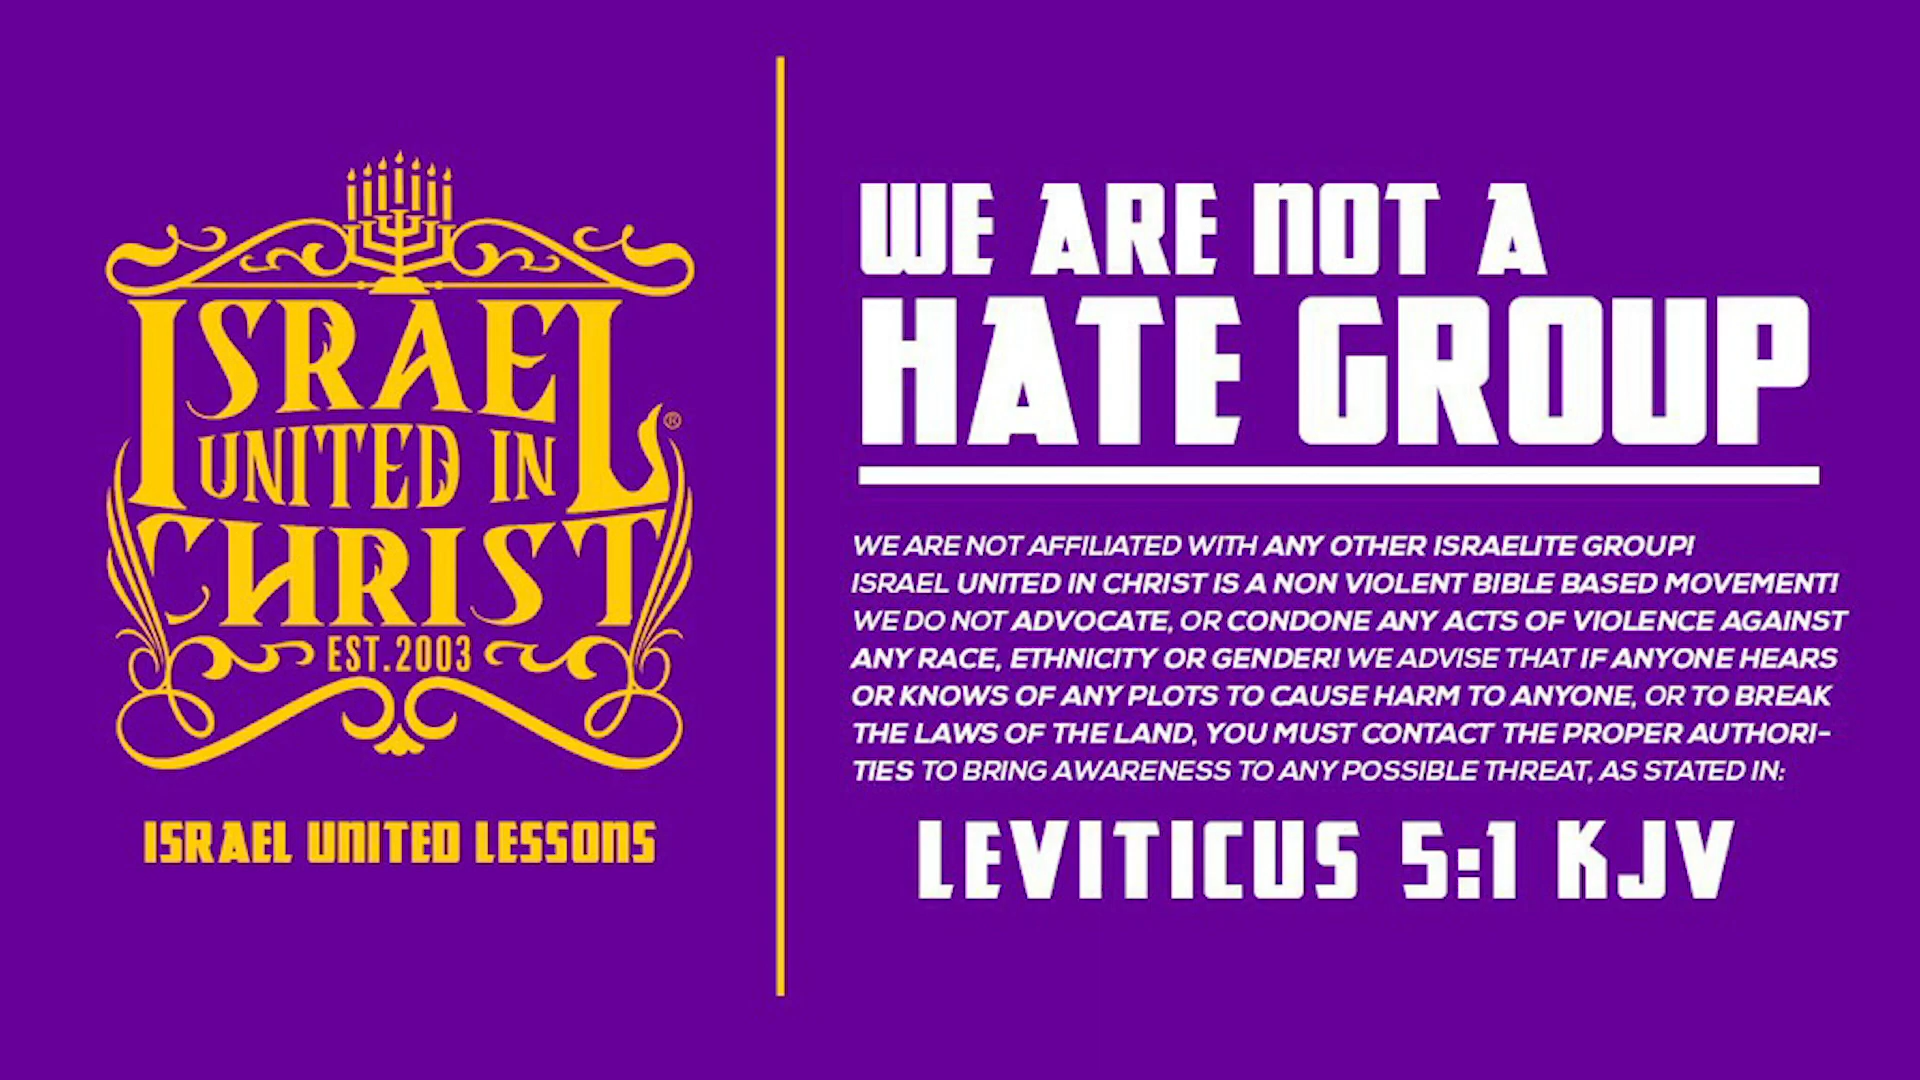 ISRAEL
UNITED IN
CHRIST
®
EST.2003
ISRAEL UNITED LESSONS
WE ARE NOT A
HATE GROUP
WE ARE NOT AFFILIATED WITH ANY OTHER ISRAELITE GROUP!
ISRAEL UNITED IN CHRIST IS A NON VIOLENT BIBLE BASED MOVEMENT!
WE DO NOT ADVOCATE, OR CONDONE ANY ACTS OF VIOLENCE AGAINST
ANY RACE, ETHNICITY OR GENDER! WE ADVISE THAT IF ANYONE HEARS
OR KNOWS OF ANY PLOTS TO CAUSE HARM TO ANYONE, OR TO BREAK
THE LAWS OF THE LAND, YOU MUST CONTACT THE PROPER AUTHORI-
TIES TO BRING AWARENESS TO ANY POSSIBLE THREAT, AS STATED IN:
LEVITICUS 5:1 KJV